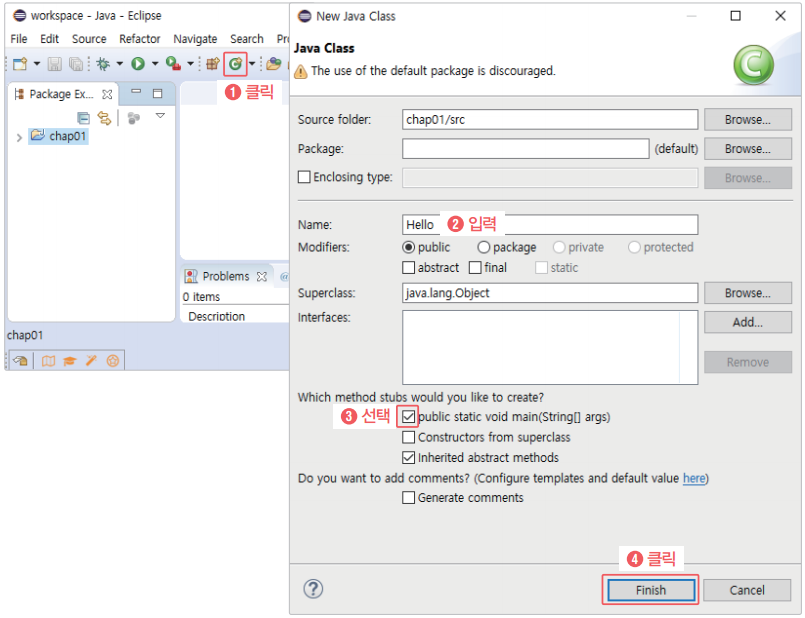 workspace - Java - Eclipse
File Edit Source Refactor Navigate Search Pr
1 클릭
Package Ex...
chap01
Problems @
0 items
Description
chap01
New Java Class
Java Class
The use of the default package is discouraged.
C
Source folder: chap01/src Browse...
Package: (default) Browse...
Enclosing type: Browse...
Name: Hello 2 입력
Modifiers: public package private protected
abstract final static
Superclass: java.lang.Object Browse...
Interfaces: Add...
Remove
Which method stubs would you like to create?
3 선택 public static void main(String[] args)
Constructors from superclass
Inherited abstract methods
Do you want to add comments? (Configure templates and default value here)
Generate comments
4 클릭
? Finish Cancel